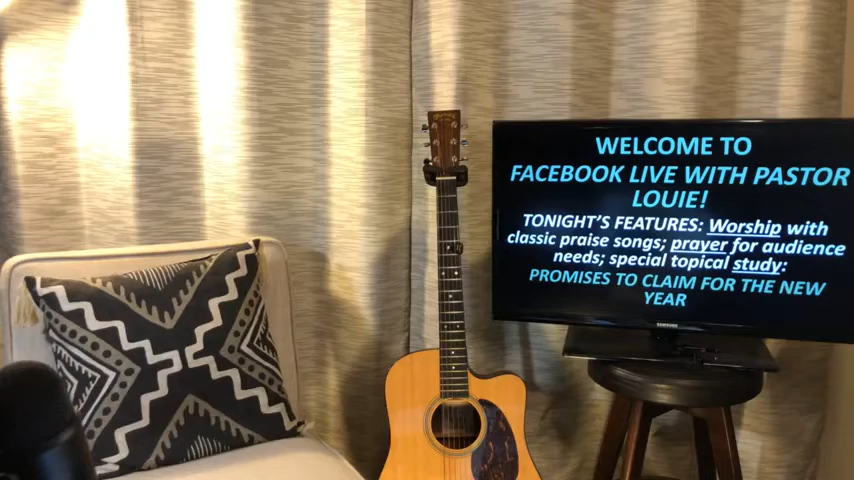 WELCOME TO
FACEBOOK LIVE WITH PASTOR
LOUIE!
TONIGHT'S FEATURES: Worship with
classic praise songs; prayer for audience
needs; special topical study:
PROMISES TO CLAIM FOR THE NEW
YEAR
SAMSUNG